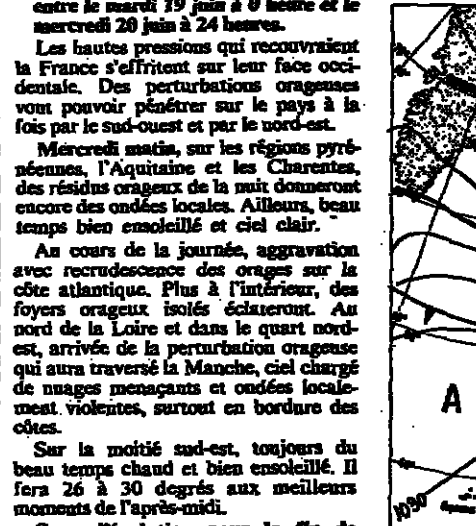 entre le mardi 19 juin à 0 heure et le
mercredi 20 juin à 24 heures.
Les hautes pressions qui recouvraient
la France s'effritent sur leur face occi-
dentale. Des perturbations orageuses
vont pouvoir pénétrer sur le pays à la
fois par le sud-ouest et par le nord-est.
Mercredi matin, sur les régions pyré-
néennes, l'Aquitaine et les Charentes,
des résidus orageux de la nuit donneront
encore des ondées locales. Ailleurs, beau
temps bien ensoleillé et ciel clair.
Au cours de la journée, aggravation
avec recrudescence des orages sur la
côte atlantique. Plus à l'intérieur, des
foyers orageux isolés éclateront. Au
nord de la Loire et dans le quart nord-
est, arrivée de la perturbation orageuse
qui aura traversé la Manche, ciel chargé
de nuages menaçants et ondées locale-
ment violentes, surtout en bordure des
côtes.
Sur la moitié sud-est, toujours du
beau temps chaud et bien ensoleillé. Il
fera 26 à 30 degrés aux meilleurs
moments de l'après-midi.
A
1030